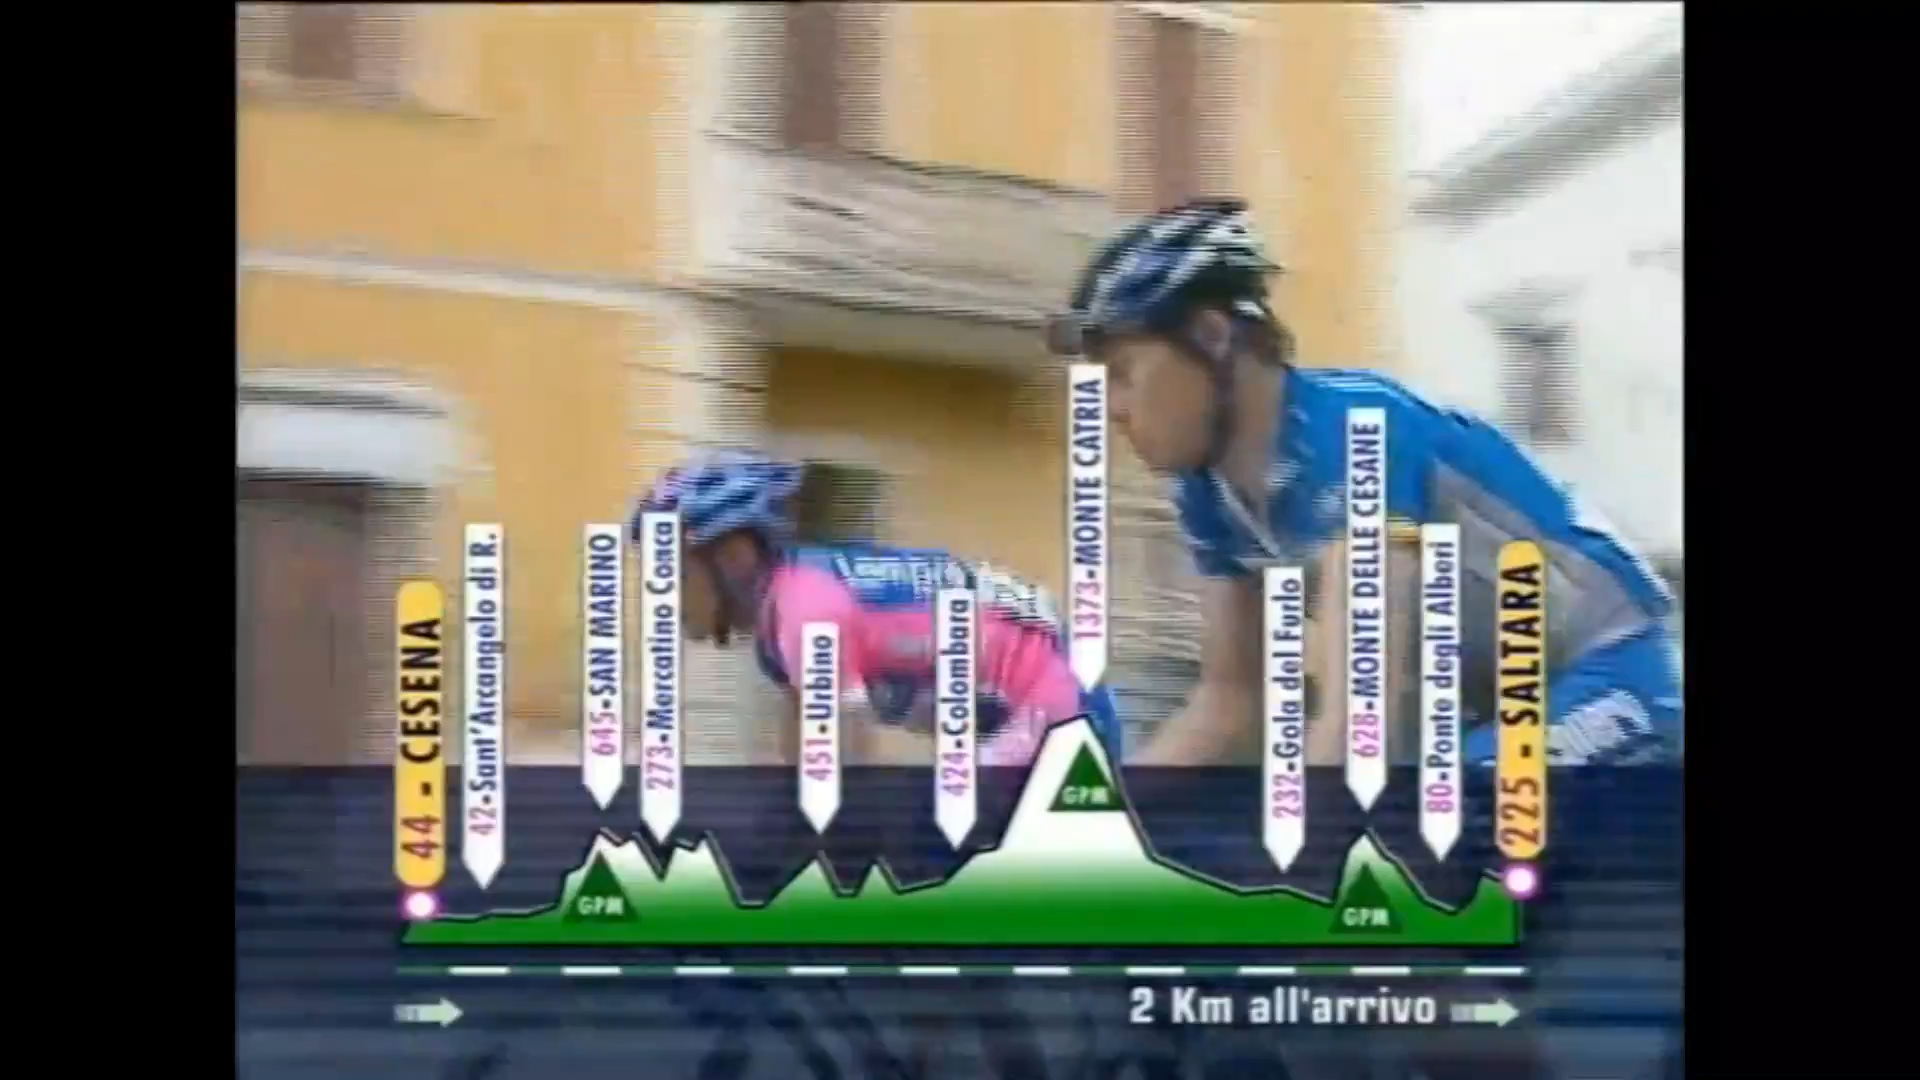 44 - CESENA
42-Sant'Arcangelo di R.
645-SAN MARINO
273-Mercatino Conca
451-Urbino
424-Colombara
1373-MONTE CATRIA
232-Gola del Furlo
628-MONTE DELLE CESANE
80-Ponte degli Alberi
225 - SALTARA
GPM
GPM
GPM
2 Km all'arrivo